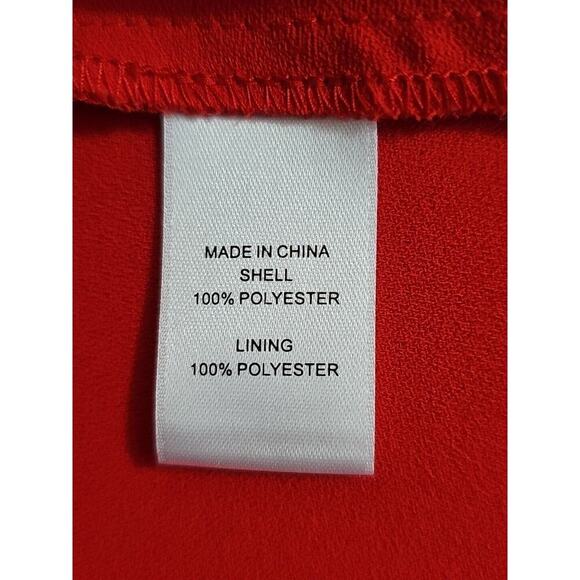 MADE IN CHINA
SHELL
100% POLYESTER
LINING
100% POLYESTER